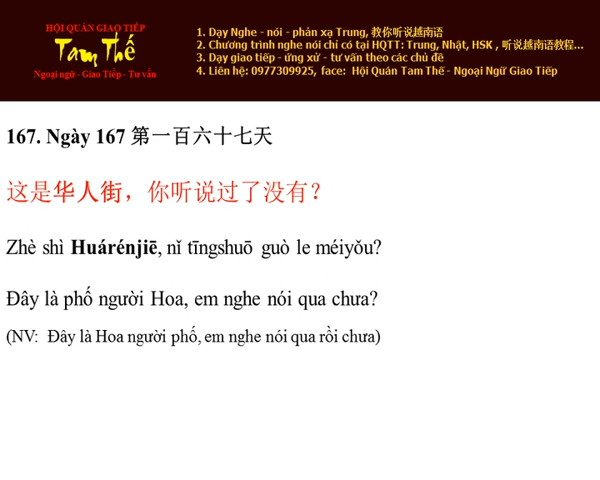 HỘI QUÁN GIAO TIẾP
Tam Thế
Ngoại ngữ - Giao Tiếp - Tư vấn
1. Dạy Nghe - nói - phản xạ Trung, 教你听说越南语
2. Chương trình nghe nói chỉ có tại HQTT: Trung, Nhật, HSK , 听说越南语教程...
3. Dạy giao tiếp - ứng xử - tư vấn theo các chủ đề
4. Liên hệ: 0977309925, face: Hội Quán Tam Thế - Ngoại Ngữ Giao Tiếp
167. Ngày 167 第一百六十七天
这是华人街，你听说过了没有？
Zhè shì Huárénjiē, nǐ tīngshuō guò le méiyǒu?
Đây là phố người Hoa, em nghe nói qua chưa?
(NV: Đây là Hoa người phố, em nghe nói qua rồi chưa)